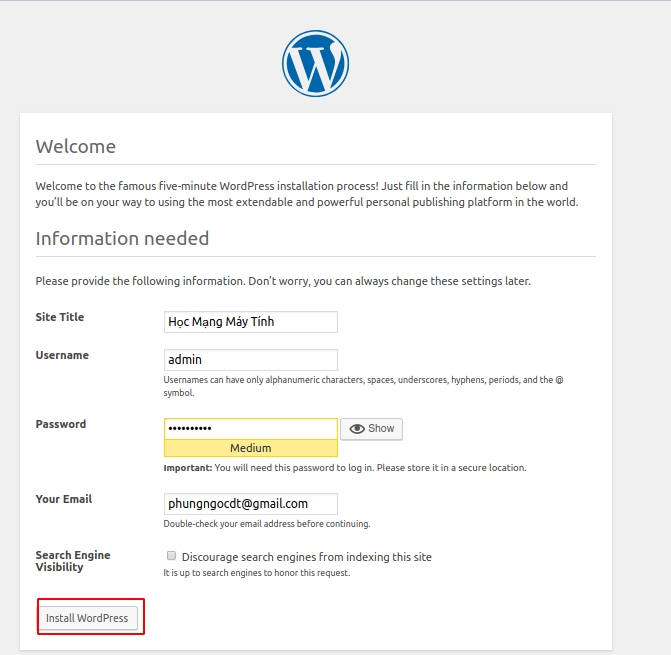 Welcome
Welcome to the famous five-minute WordPress installation process! Just fill in the information below and
you'll be on your way to using the most extendable and powerful personal publishing platform in the world.
Information needed
Please provide the following information. Don't worry, you can always change these settings later.
Site Title
Học Mạng Máy Tính
Username
admin
Usernames can have only alphanumeric characters, spaces, underscores, hyphens, periods, and the @
symbol.
Password
••••••••••
Show
Medium
Important: You will need this password to log in. Please store it in a secure location.
Your Email
phungngocdt@gmail.com
Double-check your email address before continuing.
Search Engine
Visibility
Discourage search engines from indexing this site
It is up to search engines to honor this request.
Install WordPress